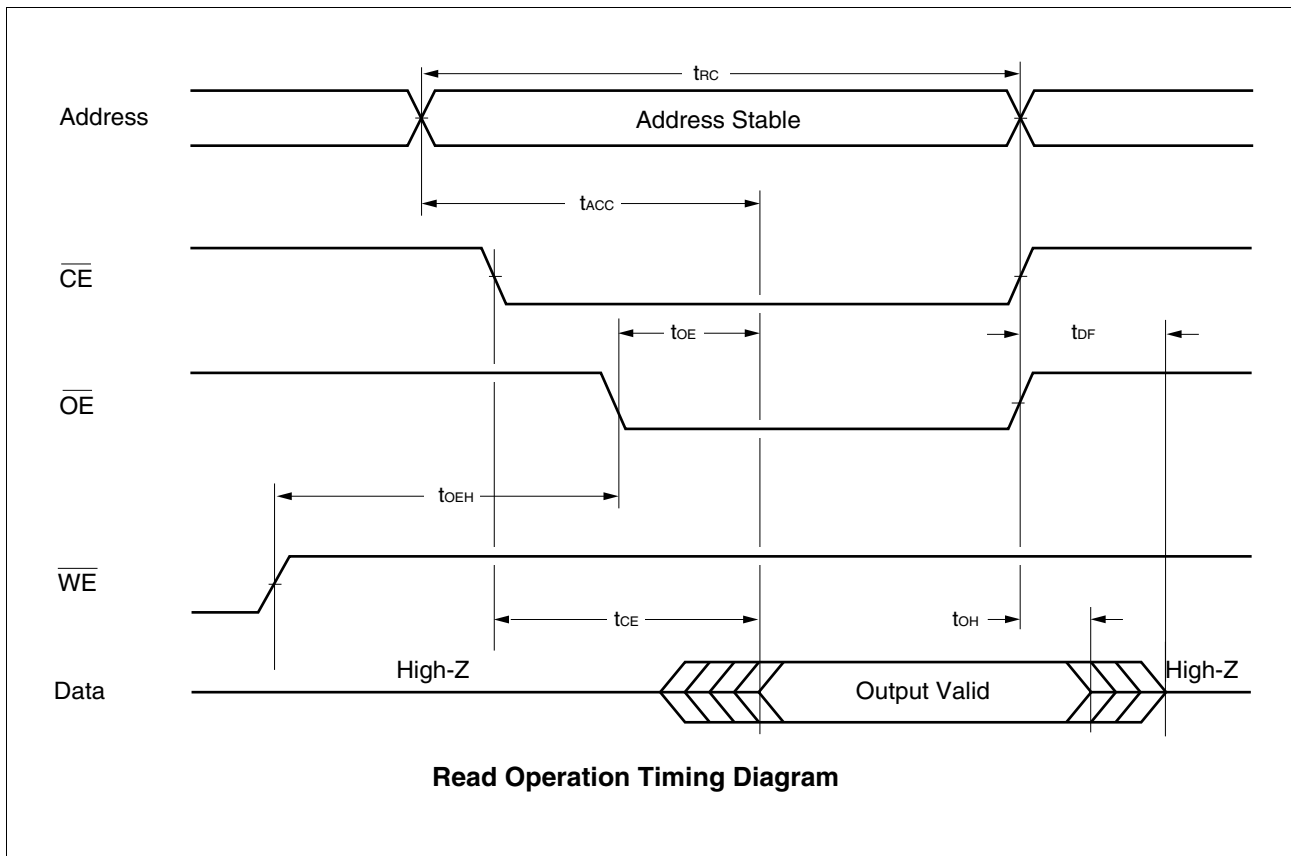 tRC
Address
Address Stable
tACC
CE
tOE
tDF
OE
tOEH
WE
tCE
tOH
High-Z
High-Z
Data
Output Valid
Read Operation Timing Diagram